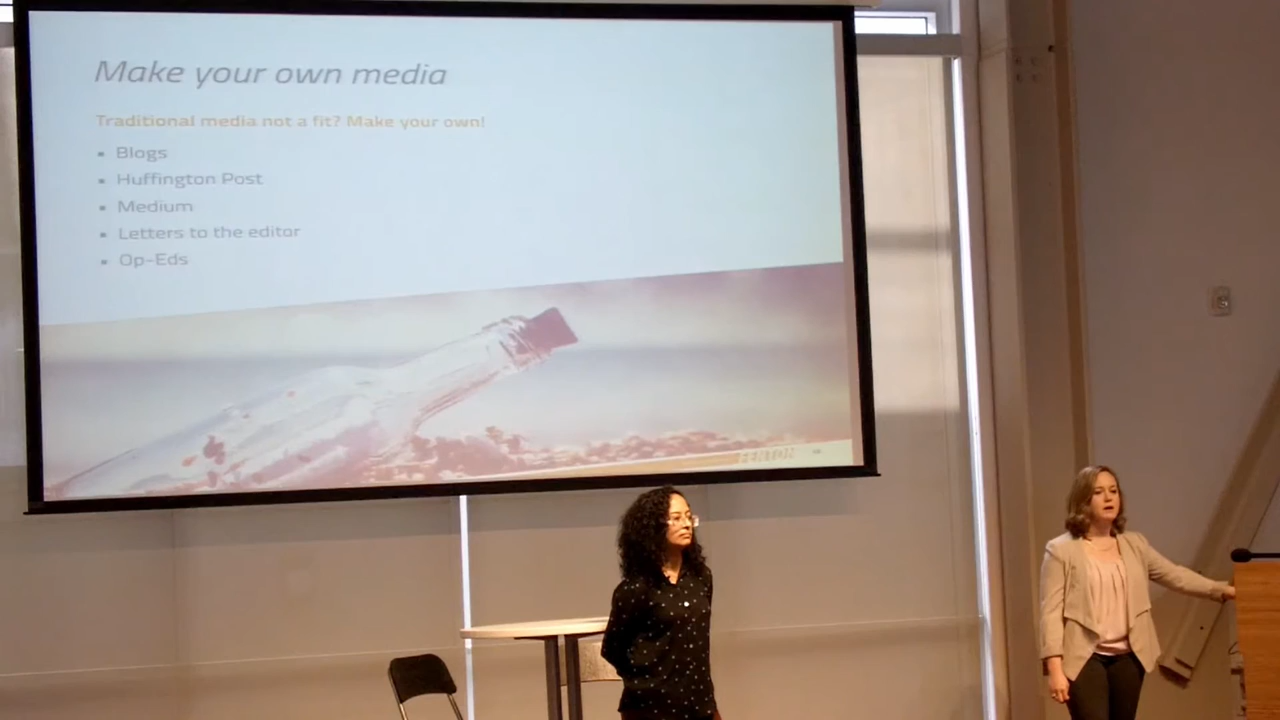 Make your own media
Traditional media not a fit? Make your own!
Blogs
Huffington Post
Medium
Letters to the editor
Op-Eds
FENTON